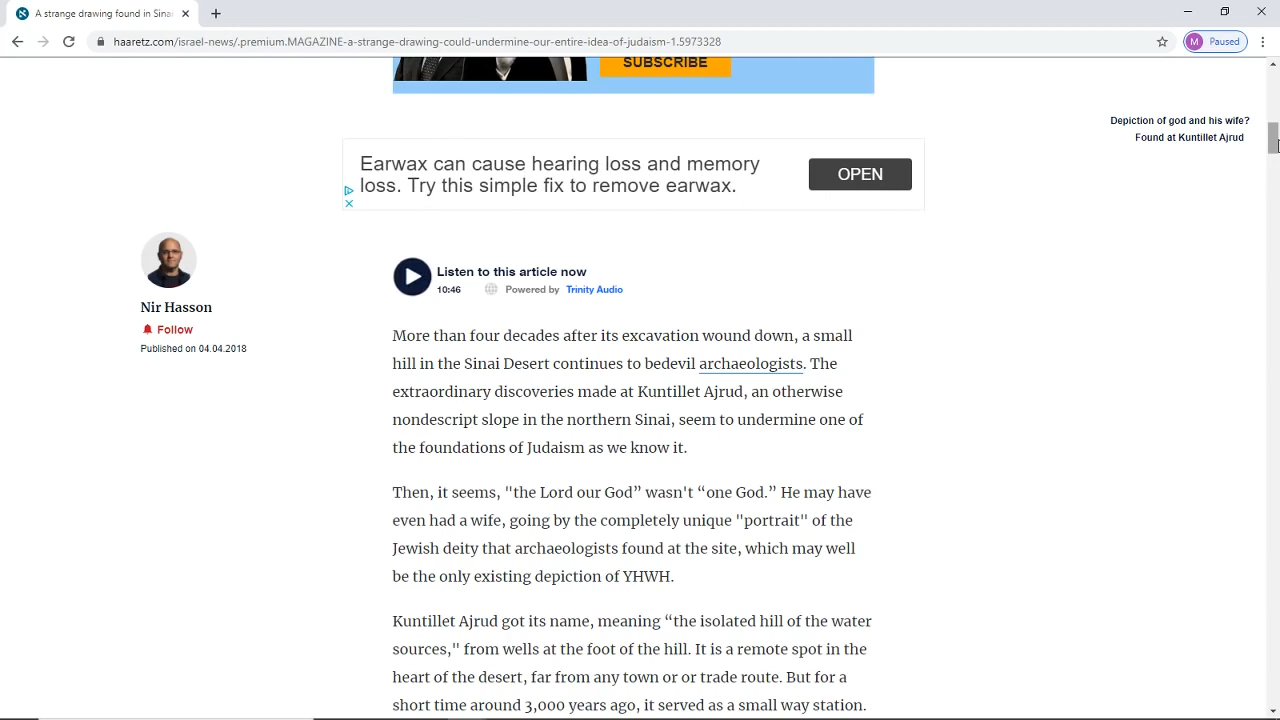 A strange drawing found in Sina
haaretz.com/israel-news/.premium.MAGAZINE-a-strange-drawing-could-undermine-our-entire-idea-of-judaism-1.5973328
M Paused
SUBSCRIBE
Depiction of god and his wife?
Found at Kuntillet Ajrud
Earwax can cause hearing loss and memory
loss. Try this simple fix to remove earwax.
OPEN
Listen to this article now
10:46 Powered by Trinity Audio
Nir Hasson
Follow
Published on 04.04.2018
More than four decades after its excavation wound down, a small
hill in the Sinai Desert continues to bedevil archaeologists. The
extraordinary discoveries made at Kuntillet Ajrud, an otherwise
nondescript slope in the northern Sinai, seem to undermine one of
the foundations of Judaism as we know it.
Then, it seems, "the Lord our God” wasn't “one God.” He may have
even had a wife, going by the completely unique "portrait" of the
Jewish deity that archaeologists found at the site, which may well
be the only existing depiction of YHWH.
Kuntillet Ajrud got its name, meaning “the isolated hill of the water
sources," from wells at the foot of the hill. It is a remote spot in the
heart of the desert, far from any town or or trade route. But for a
short time around 3,000 years ago, it served as a small way station.